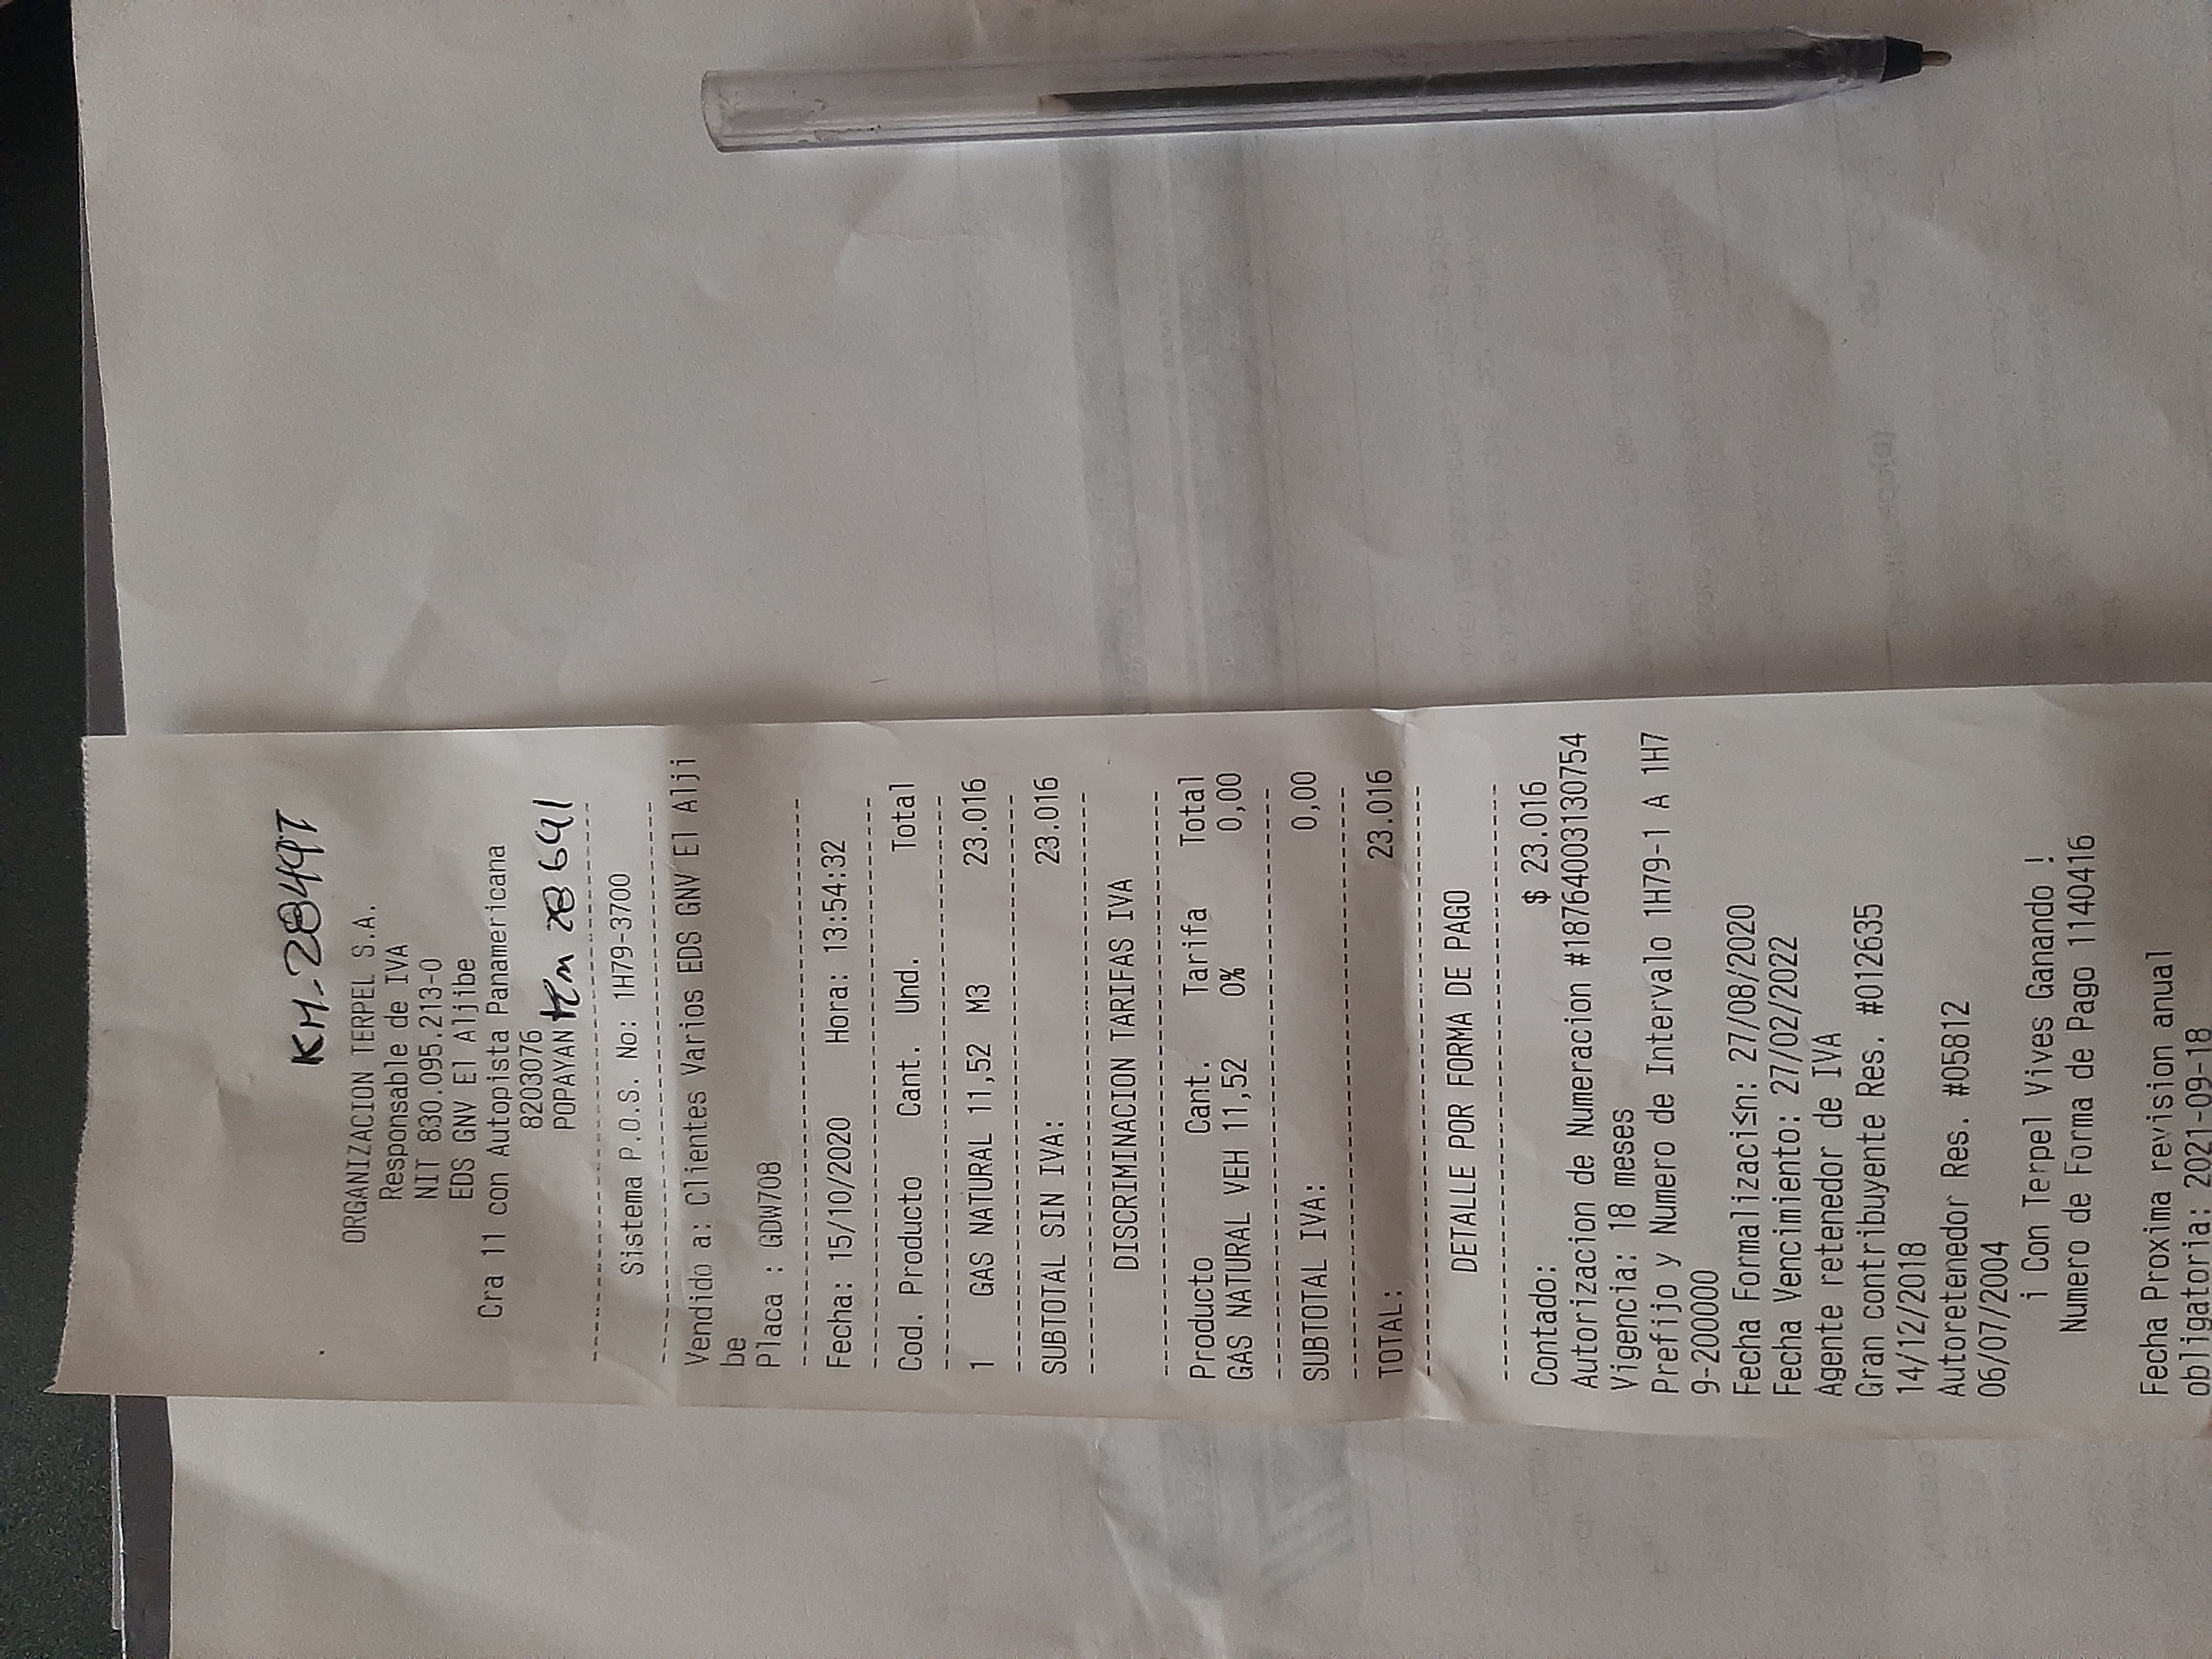 KM-28449T
ORGANIZACION TERPEL S.A.
Responsable de IVA
NIT 830.095.213-0
EDS GNV El Aljibe
Cra 11 con Autopista Panamericana
8203076
POPAYAN Km 28641
Sistema P.O.S. No: 1H79-3700
Vendido a: Clientes Varios EDS GNV El Alji
be
Placa : GDW708
Fecha: 15/10/2020 Hora: 13:54:32
Cod. Producto Cant. Und. Total
1 GAS NATURAL 11,52 M3 23.016
SUBTOTAL SIN IVA: 23.016
DISCRIMINACION TARIFAS IVA
Producto Cant. Tarifa Total
GAS NATURAL VEH 11,52 0% 0,00
SUBTOTAL IVA: 0,00
TOTAL: 23.016
DETALLE POR FORMA DE PAGO
Contado: $ 23.016
Autorizacion de Numeracion #18764003130754
Vigencia: 18 meses
Prefijo y Numero de Intervalo 1H79-1 A 1H7
9-200000
Fecha Formalizaci≤n: 27/08/2020
Fecha Vencimiento: 27/02/2022
Agente retenedor de IVA
Gran contribuyente Res. #012635
14/12/2018
Autoretenedor Res. #05812
06/07/2004
¡ Con Terpel Vives Ganando !
Numero de Forma de Pago 1140416
Fecha Proxima revision anual
obligatoria: 2021-09-18